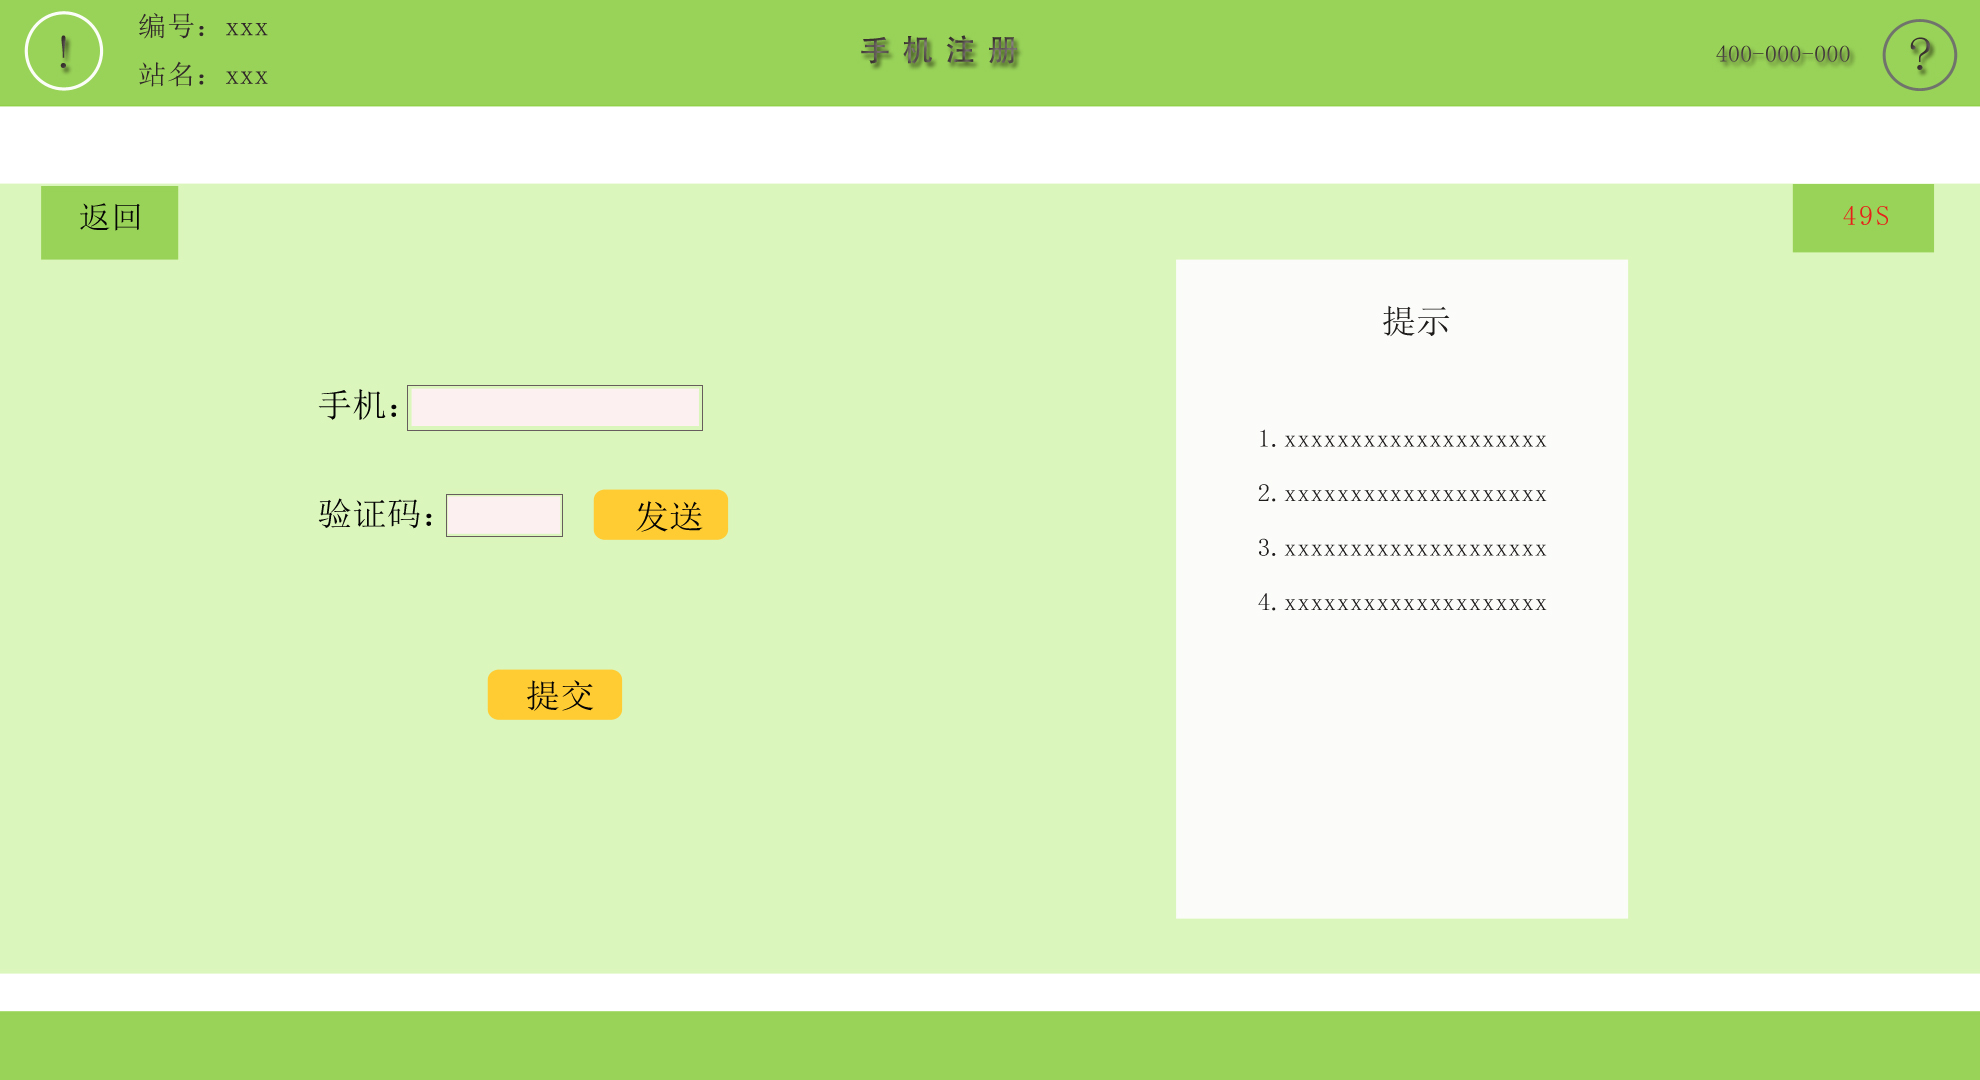 !
编号：xxx
站名：xxx
手机注册
400-000-000
?
返回
49S
手机：
验证码：
发送
提交
提示
1.xxxxxxxxxxxxxxxxxxxx
2.xxxxxxxxxxxxxxxxxxxx
3.xxxxxxxxxxxxxxxxxxxx
4.xxxxxxxxxxxxxxxxxxxx